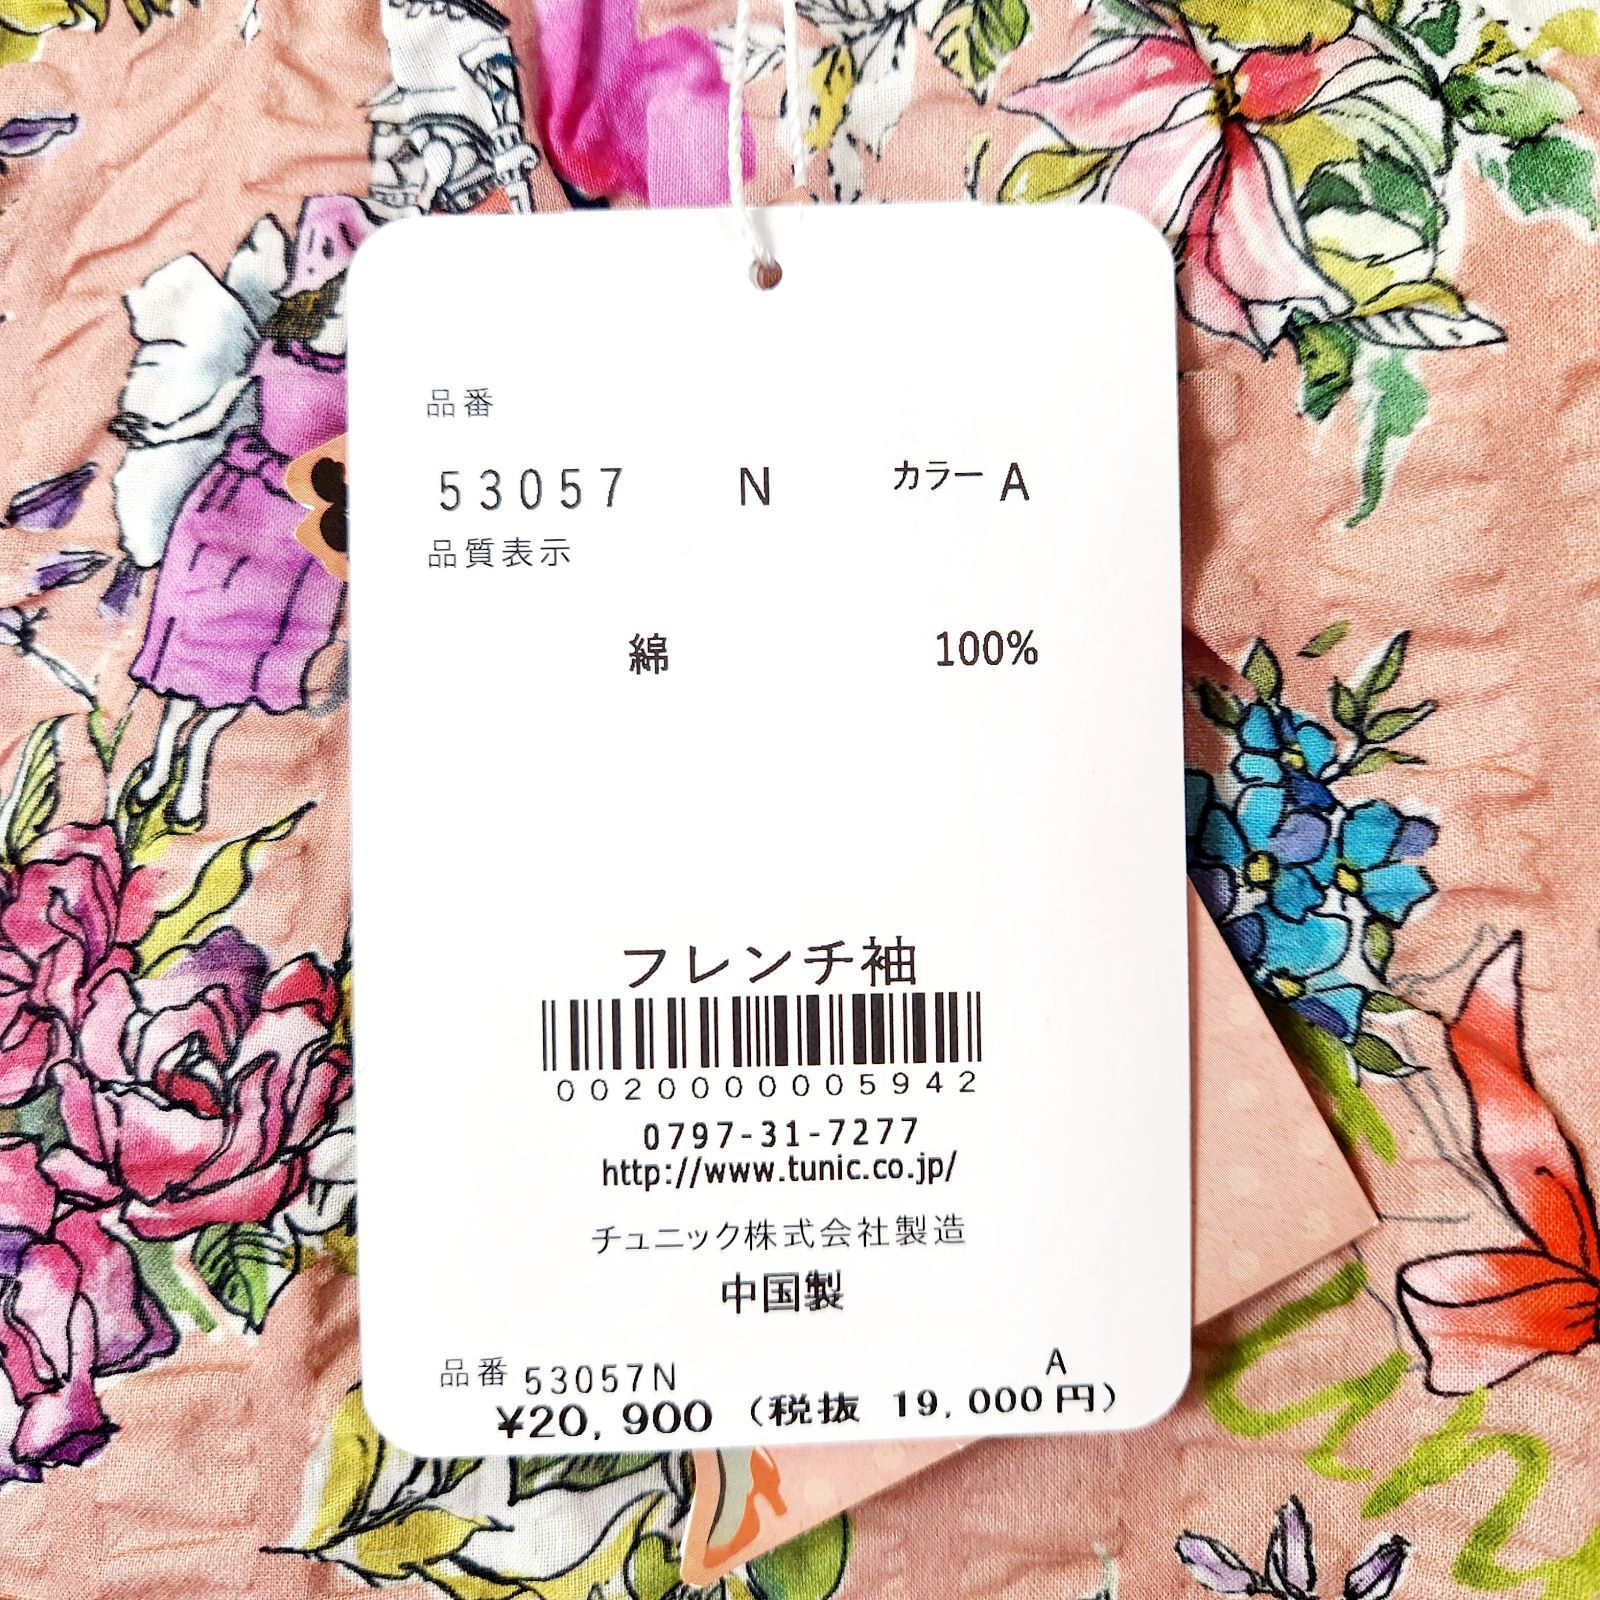 品番
53057 N カラー A
品質表示
綿 100%
フレンチ袖
0020000005942
0797-31-7277
http://www.tunic.co.jp/
チュニック株式会社製造
中国製
品番 53057N A
¥20,900 (税抜 19,000円)